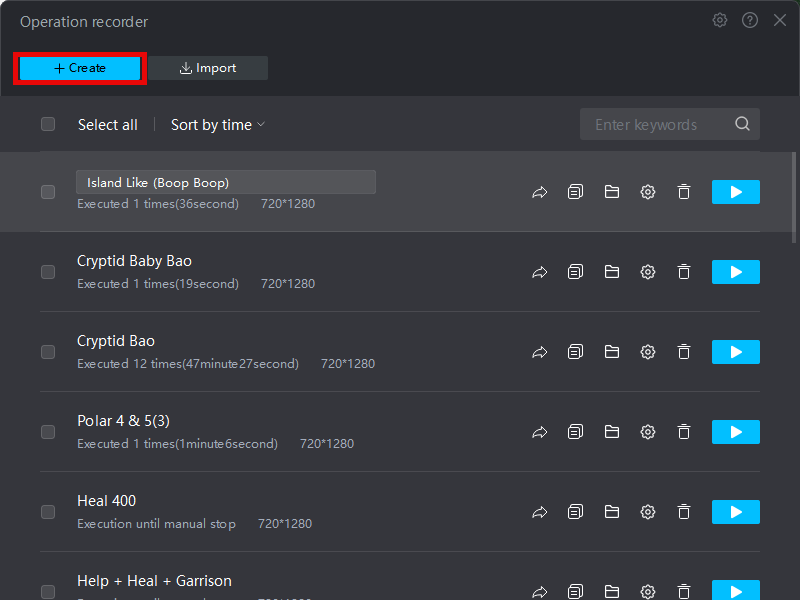 Operation recorder
+ Create
Import
Select all
Sort by time
Enter keywords
Island Like (Boop Boop)
Executed 1 times(36second) 720*1280
Cryptid Baby Bao
Executed 1 times(19second) 720*1280
Cryptid Bao
Executed 12 times(47minute27second) 720*1280
Polar 4 & 5(3)
Executed 1 times(1minute6second) 720*1280
Heal 400
Execution until manual stop 720*1280
Help + Heal + Garrison